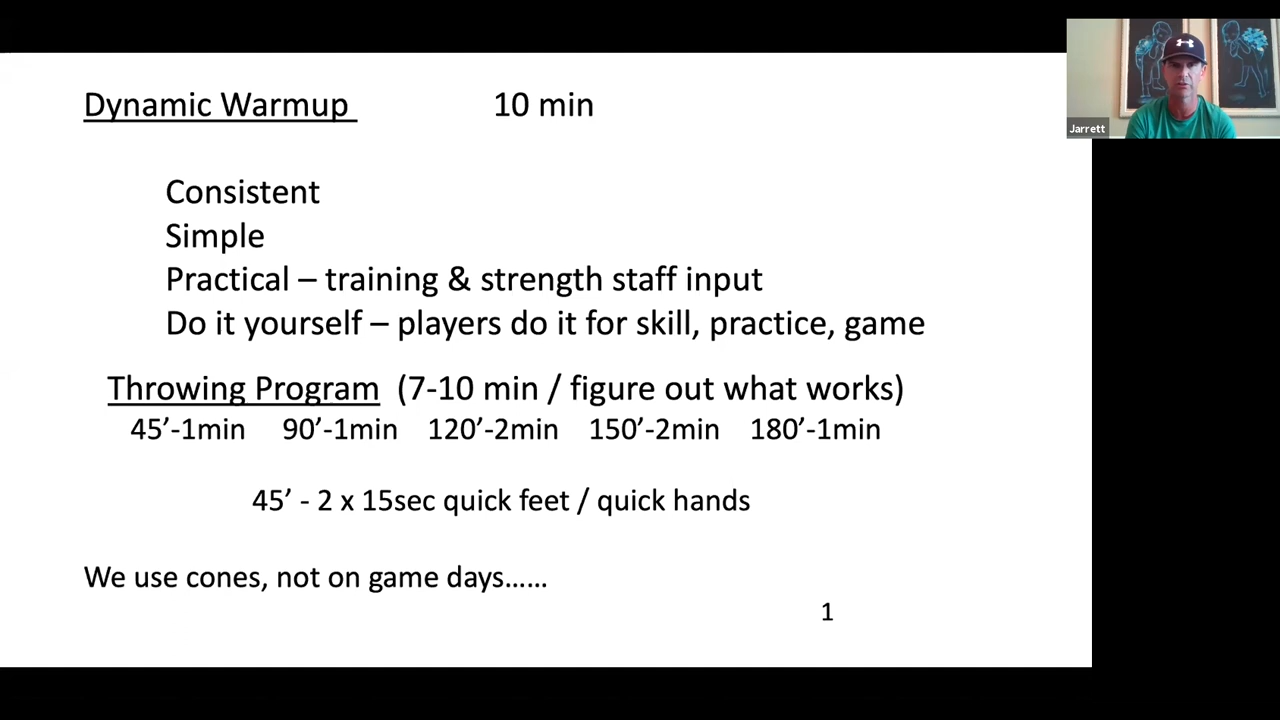 Dynamic Warmup 10 min
Jarrett
Consistent
Simple
Practical – training & strength staff input
Do it yourself – players do it for skill, practice, game
Throwing Program (7-10 min / figure out what works)
45’-1min 90’-1min 120’-2min 150’-2min 180’-1min
45’ - 2 x 15sec quick feet / quick hands
We use cones, not on game days……
1